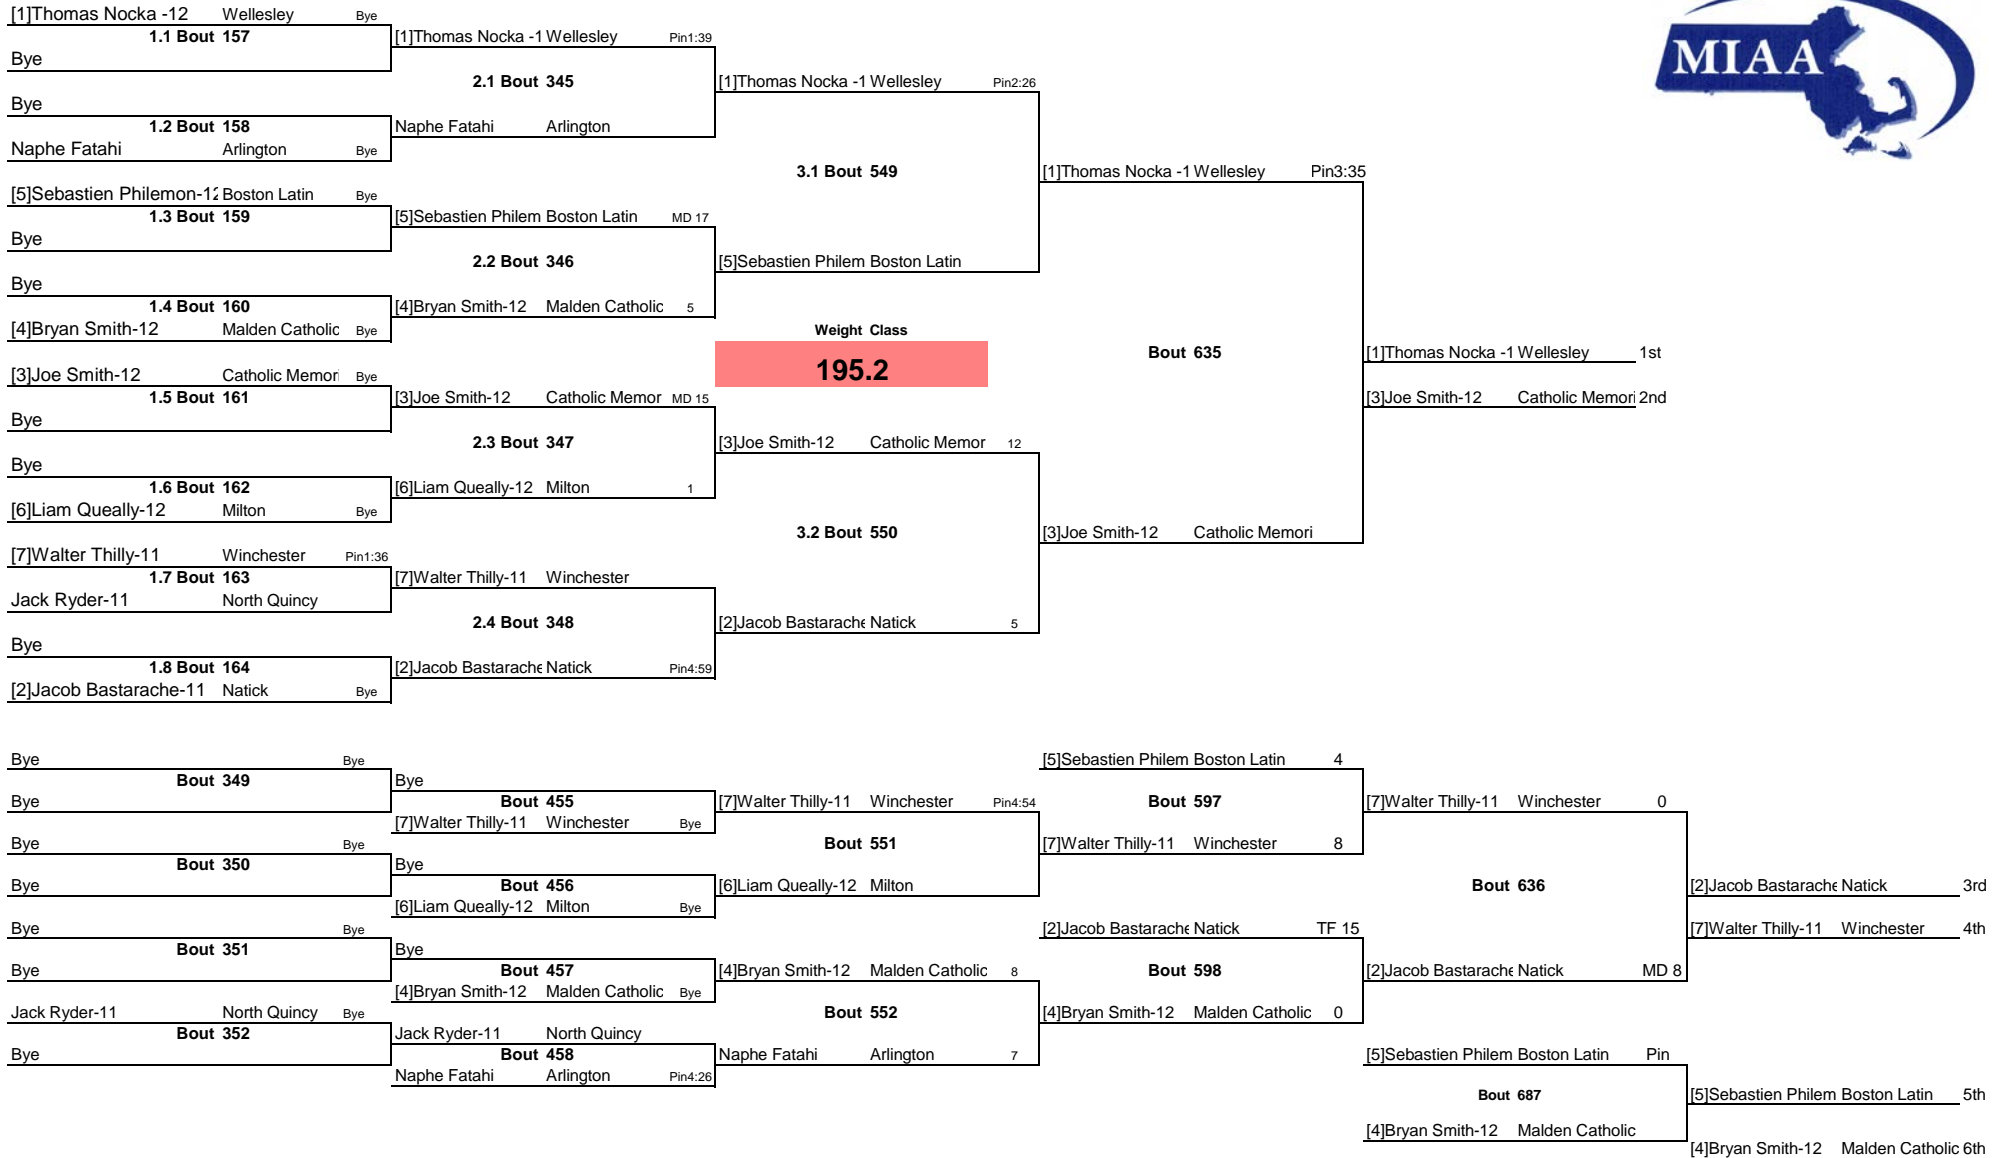 [1]Thomas Nocka -12 Wellesley Bye
MIAA
1.1 Bout 157 [1]Thomas Nocka -1 Wellesley Pin1:39
Bye
2.1 Bout 345 [1]Thomas Nocka -1 Wellesley Pin2:26
Bye
1.2 Bout 158 Naphe Fatahi Arlington
Naphe Fatahi Arlington Bye
3.1 Bout 549 [1]Thomas Nocka -1 Wellesley Pin3:35
[5]Sebastien Philemon-12 Boston Latin Bye
1.3 Bout 159 [5]Sebastien Philem Boston Latin MD 17
Bye
2.2 Bout 346 [5]Sebastien Philem Boston Latin
Bye
1.4 Bout 160 [4]Bryan Smith-12 Malden Catholic 5
[4]Bryan Smith-12 Malden Catholic Bye
Weight Class
Bout 635 [1]Thomas Nocka -1 Wellesley 1st
195.2
[3]Joe Smith-12 Catholic Memori Bye
1.5 Bout 161 [3]Joe Smith-12 Catholic Memor MD 15
[3]Joe Smith-12 Catholic Memori 2nd
Bye
2.3 Bout 347 [3]Joe Smith-12 Catholic Memor 12
Bye
1.6 Bout 162 [6]Liam Queally-12 Milton 1
[6]Liam Queally-12 Milton Bye
3.2 Bout 550 [3]Joe Smith-12 Catholic Memori
[7]Walter Thilly-11 Winchester Pin1:36
1.7 Bout 163 [7]Walter Thilly-11 Winchester
Jack Ryder-11 North Quincy
2.4 Bout 348 [2]Jacob Bastarache Natick 5
Bye
1.8 Bout 164 [2]Jacob Bastarache Natick Pin4:59
[2]Jacob Bastarache-11 Natick Bye
Bye Bye [5]Sebastien Philem Boston Latin 4
Bout 349 Bye
Bye Bout 455 [7]Walter Thilly-11 Winchester Pin4:54 Bout 597 [7]Walter Thilly-11 Winchester 0
[7]Walter Thilly-11 Winchester Bye
Bye Bye Bout 551 [7]Walter Thilly-11 Winchester 8
Bout 350 Bye
Bye Bout 456 [6]Liam Queally-12 Milton Bout 636 [2]Jacob Bastarache Natick 3rd
[6]Liam Queally-12 Milton Bye
Bye Bye [2]Jacob Bastarache Natick TF 15 [7]Walter Thilly-11 Winchester 4th
Bout 351 Bye
Bye Bout 457 [4]Bryan Smith-12 Malden Catholic 8 Bout 598 [2]Jacob Bastarache Natick MD 8
[4]Bryan Smith-12 Malden Catholic Bye
Jack Ryder-11 North Quincy Bye Bout 552 [4]Bryan Smith-12 Malden Catholic 0
Bout 352 Jack Ryder-11 North Quincy
Bye Bout 458 Naphe Fatahi Arlington 7 [5]Sebastien Philem Boston Latin Pin
Naphe Fatahi Arlington Pin4:26
Bout 687 [5]Sebastien Philem Boston Latin 5th
[4]Bryan Smith-12 Malden Catholic
[4]Bryan Smith-12 Malden Catholic 6th